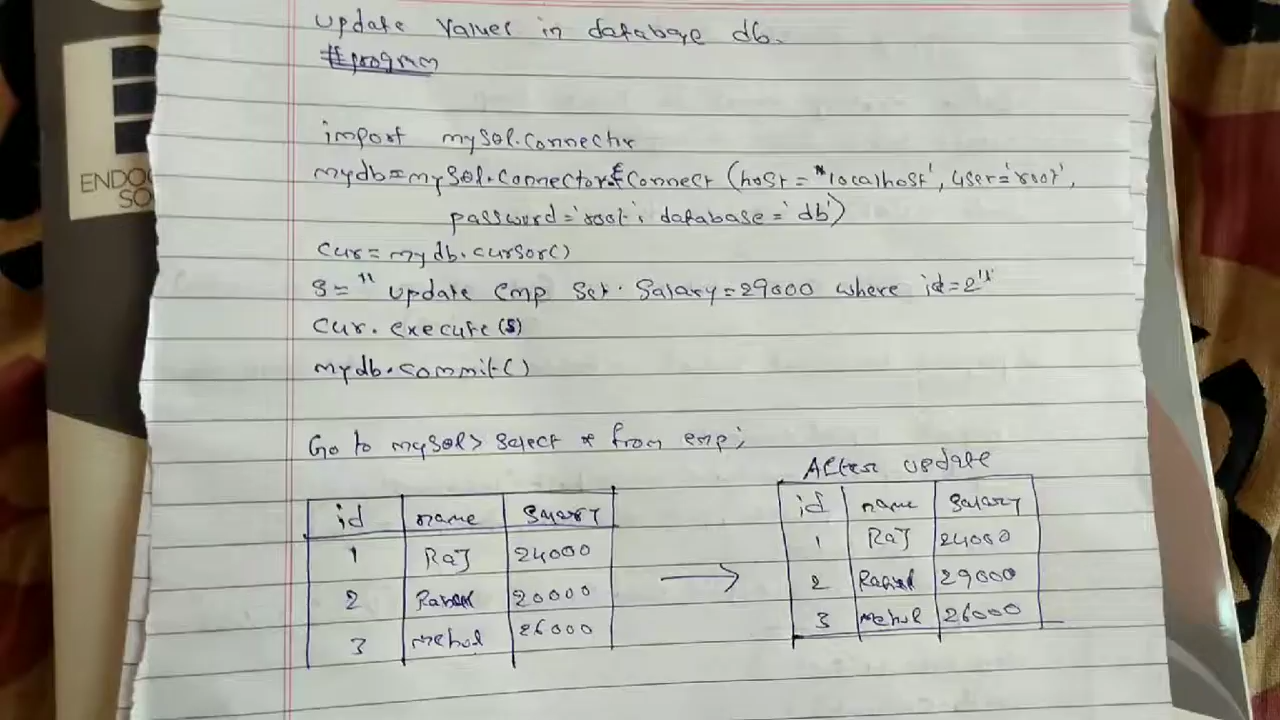 update values in database db.
#program
import mysql.connector
mydb=mysql.connector.connect (host = 'localhost', user='root',
password='root', database='db')
cur=mydb.cursor()
s=" update emp set salary=29000 where id=2"
cur.execute(s)
mydb.commit()
Go to mysql> select * from emp;
After update
id name salary
1 Raj 24000
2 20000
3 mehul 26000
id name salary
1 Raj 24000
2 29000
3 mehul 26000
ENDO
SO